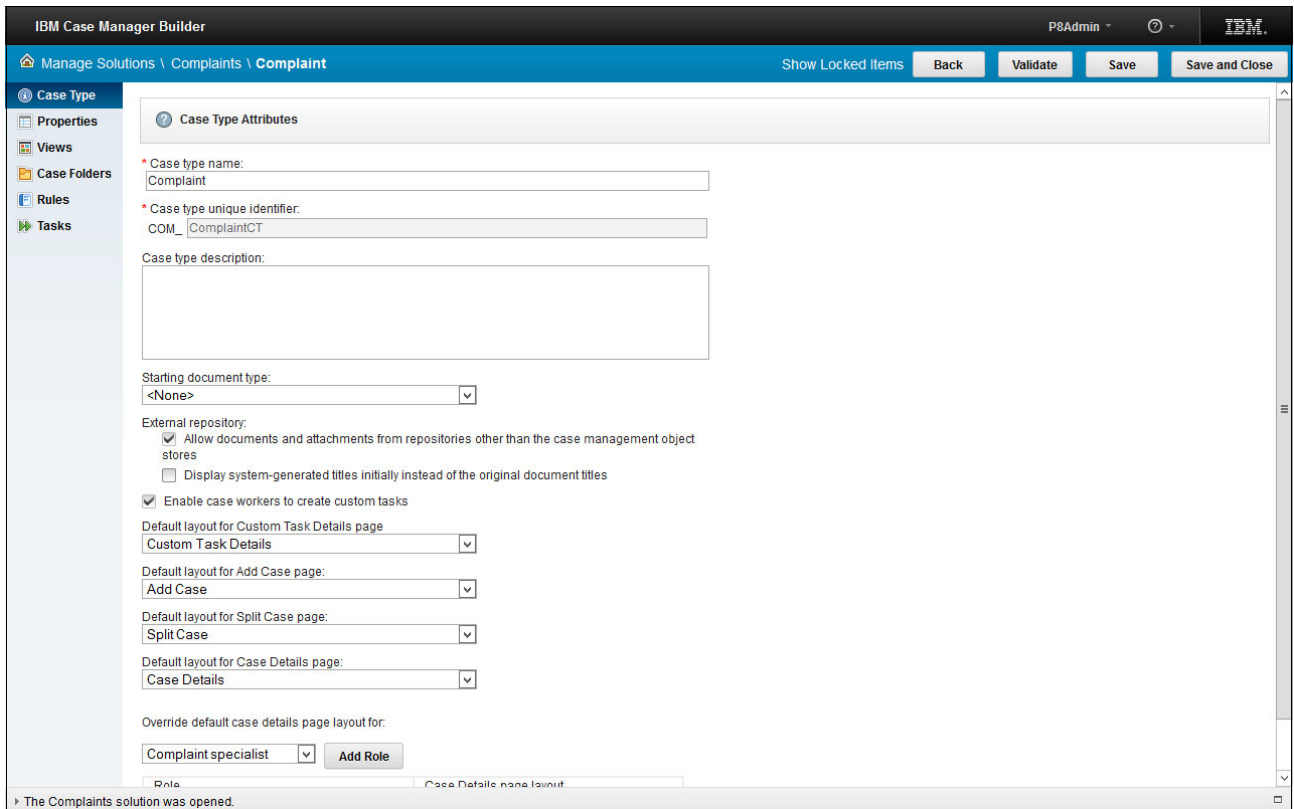 IBM Case Manager Builder
P8Admin
IBM.
Manage Solutions \ Complaints \ Complaint
Show Locked Items
Back
Validate
Save
Save and Close
Case Type
Properties
Views
Case Folders
Rules
Tasks
Case Type Attributes
* Case type name:
Complaint
* Case type unique identifier:
COM_ ComplaintCT
Case type description:
Starting document type:
<None>
External repository:
Allow documents and attachments from repositories other than the case management object
stores
Display system-generated titles initially instead of the original document titles
Enable case workers to create custom tasks
Default layout for Custom Task Details page
Custom Task Details
Default layout for Add Case page:
Add Case
Default layout for Split Case page:
Split Case
Default layout for Case Details page:
Case Details
Override default case details page layout for:
Complaint specialist
Add Role
Role
Case Details page layout
The Complaints solution was opened.